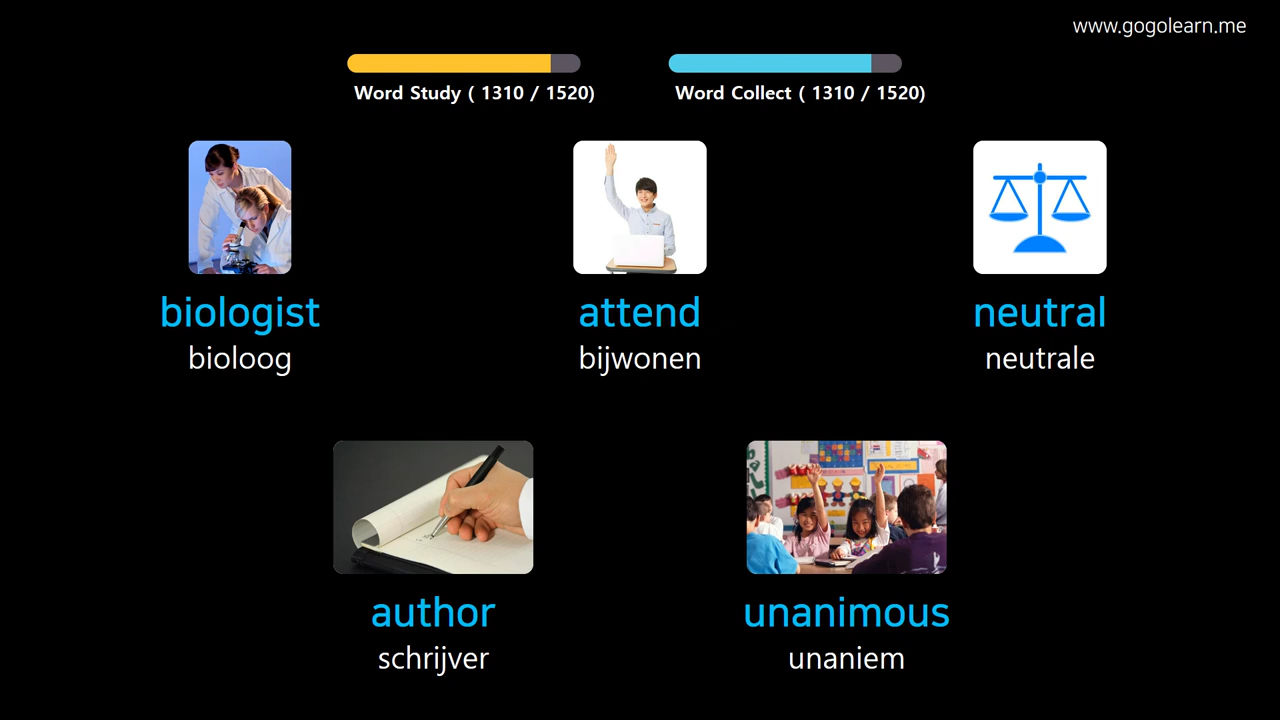 www.gogolearn.me
Word Study ( 1310 / 1520)
Word Collect ( 1310 / 1520)
biologist
bioloog
attend
bijwonen
neutral
neutrale
author
schrijver
unanimous
unaniem